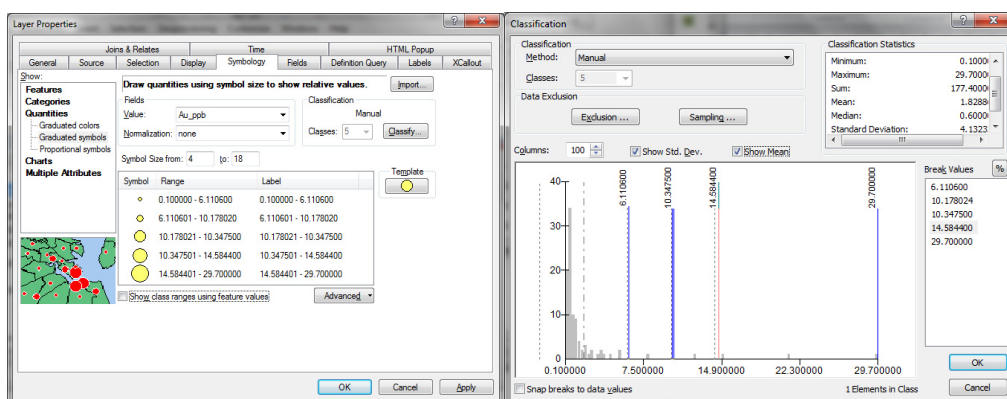 Layer Properties
Joins & Relates Time HTML Popup
General Source Selection Display Symbology Fields Definition Query Labels XCallout
Show:
Features
Categories
Quantities
Graduated colors
Graduated symbols
Proportional symbols
Charts
Multiple Attributes
Draw quantities using symbol size to show relative values.
Import...
Fields
Value: Au_ppb
Normalization: none
Classification
Manual
Classes: 5 Classify...
Symbol Size from: 4 to: 18
Template
Symbol Range Label
0.100000 - 6.110600 0.100000 - 6.110600
6.110601 - 10.178020 6.110601 - 10.178020
10.178021 - 10.347500 10.178021 - 10.347500
10.347501 - 14.584400 10.347501 - 14.584400
14.584401 - 29.700000 14.584401 - 29.700000
Show class ranges using feature values
Advanced
OK Cancel Apply
Classification
Classification
Method: Manual
Classes: 5
Data Exclusion
Exclusion ... Sampling ...
Classification Statistics
Minimum: 0.1000
Maximum: 29.7000
Sum: 177.4000
Mean: 1.8288
Median: 0.6000
Standard Deviation: 4.1323
Columns: 100 Show Std. Dev. Show Mean
Break Values %
6.110600
10.178024
10.347500
14.584400
29.700000
6.110600
10.347500
14.584400
29.700000
40
30
20
10
0
0.100000 7.500000 14.900000 22.300000 29.700000
Snap breaks to data values
1 Elements in Class
OK
Cancel